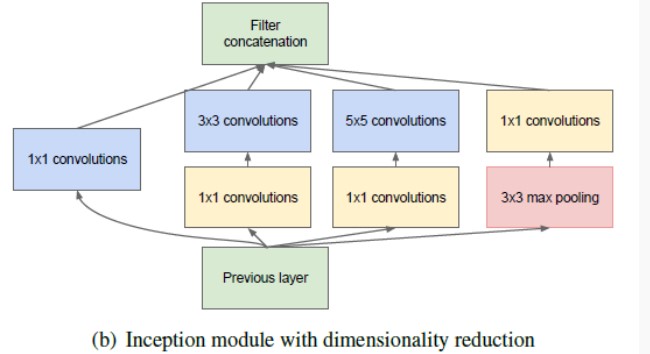 Filter
concatenation
3x3 convolutions
5x5 convolutions
1x1 convolutions
1x1 convolutions
1x1 convolutions
1x1 convolutions
3x3 max pooling
Previous layer
(b) Inception module with dimensionality reduction